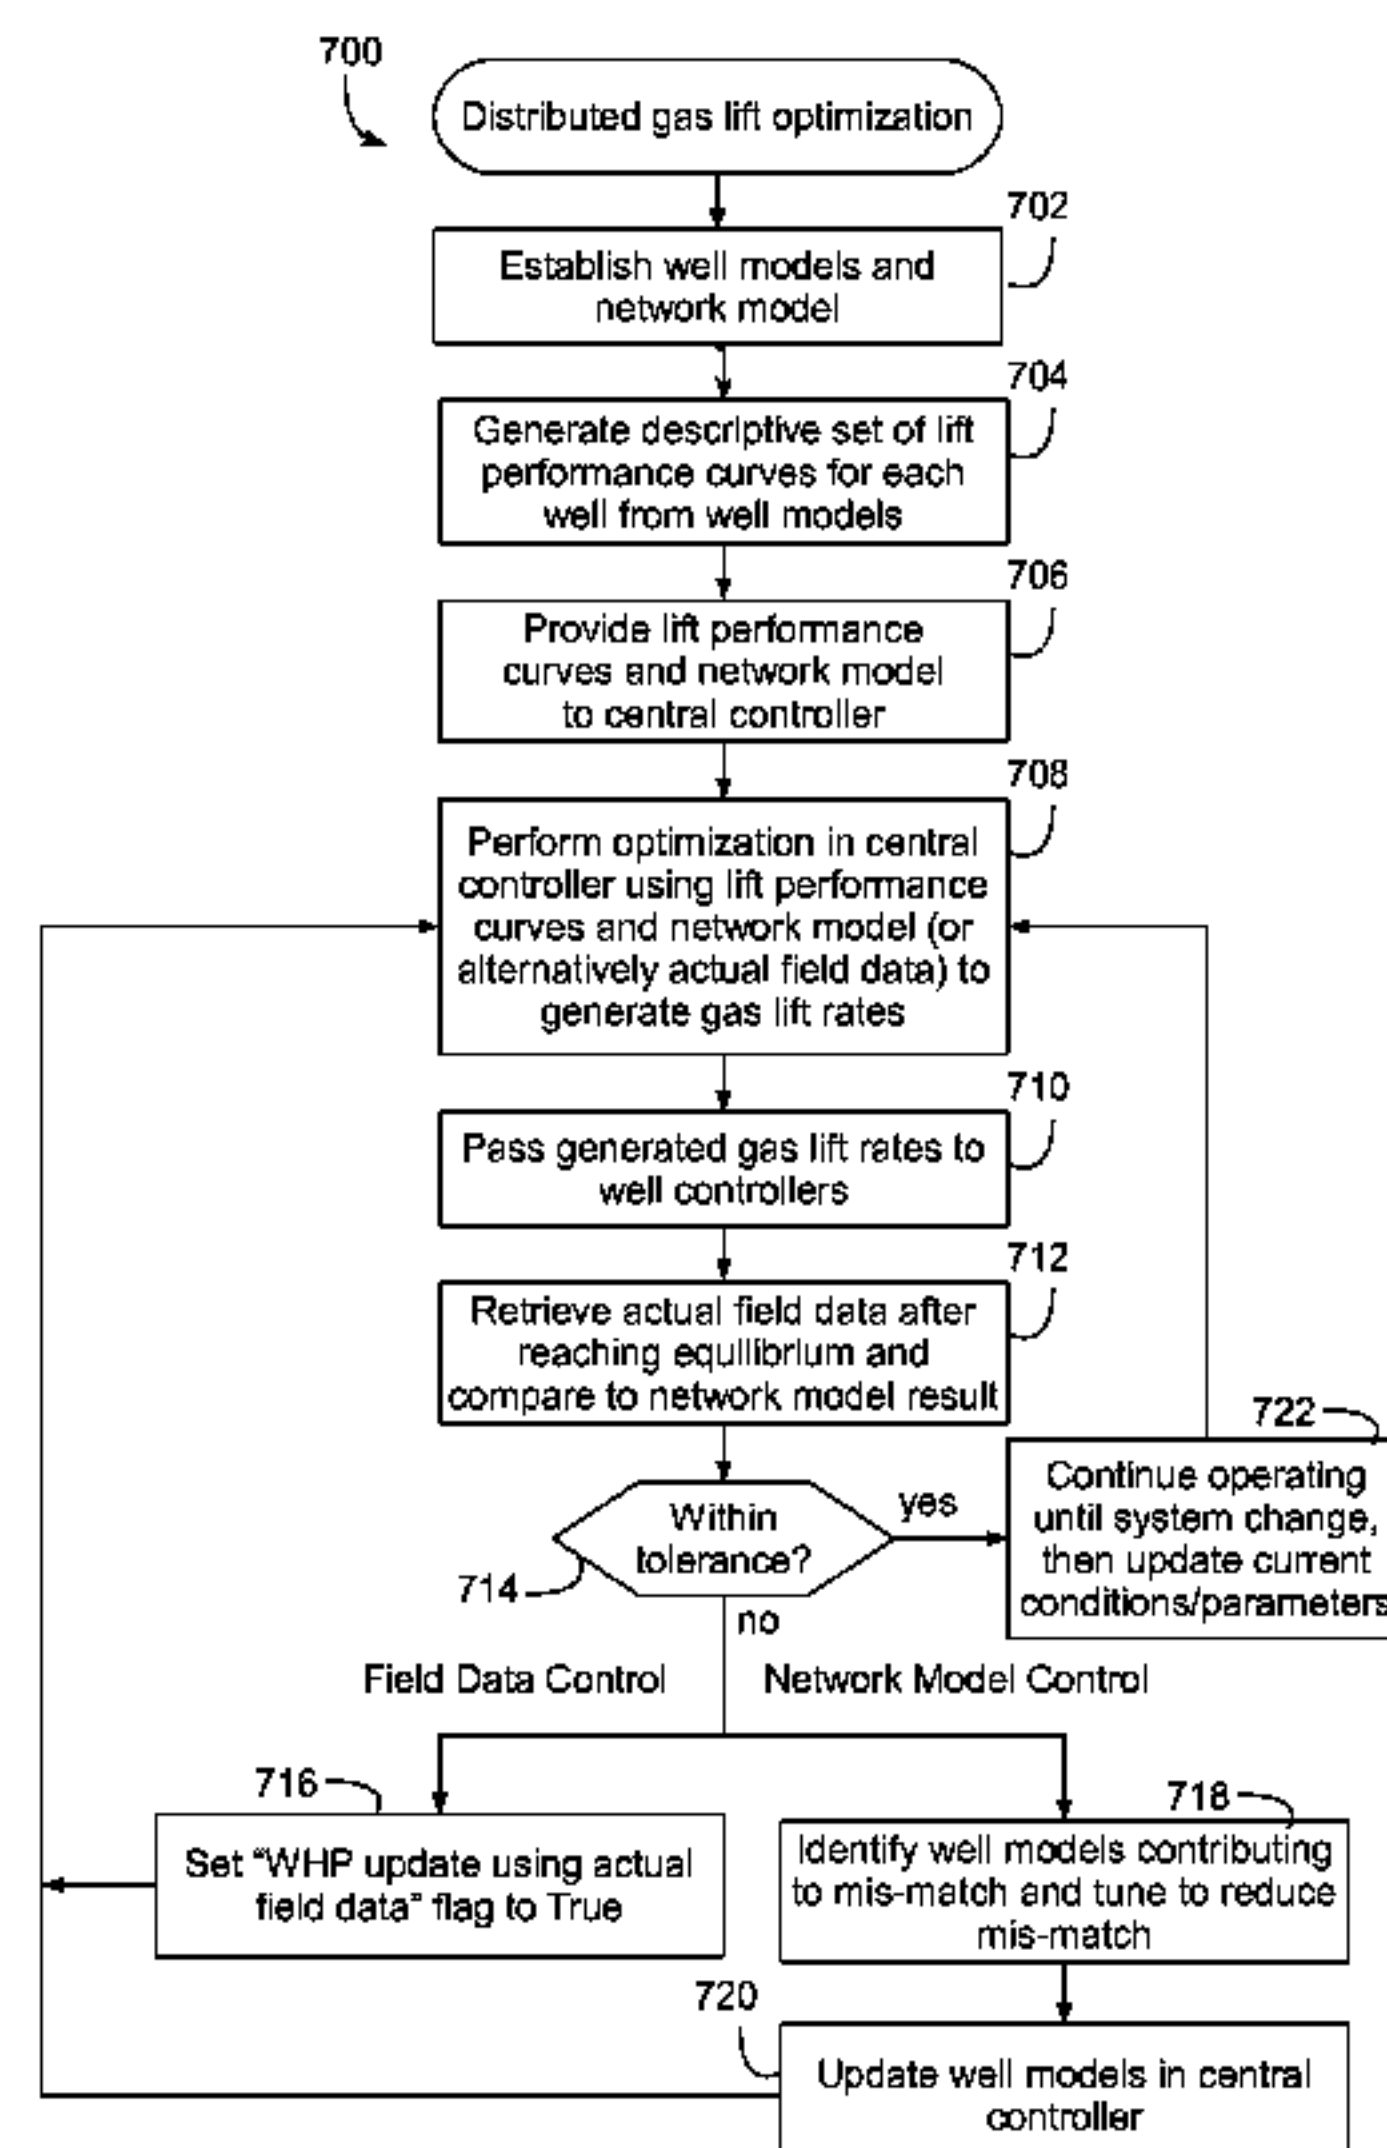 700
Distributed gas lift optimization
702
Establish well models and
network model
704
Generate descriptive set of lift
performance curves for each
well from well models
706
Provide lift performance
curves and network model
to central controller
708
Perform optimization in central
controller using lift performance
curves and network model (or
alternatively actual field data) to
generate gas lift rates
710
Pass generated gas lift rates to
well controllers
712
Retrieve actual field data after
reaching equilibrium and
compare to network model result
722
Continue operating
until system change,
then update current
conditions/parameters
Within
tolerance?
yes
714
no
Field Data Control
Network Model Control
716
Set "WHP update using actual
field data" flag to True
718
Identify well models contributing
to mis-match and tune to reduce
mis-match
720
Update well models in central
controller